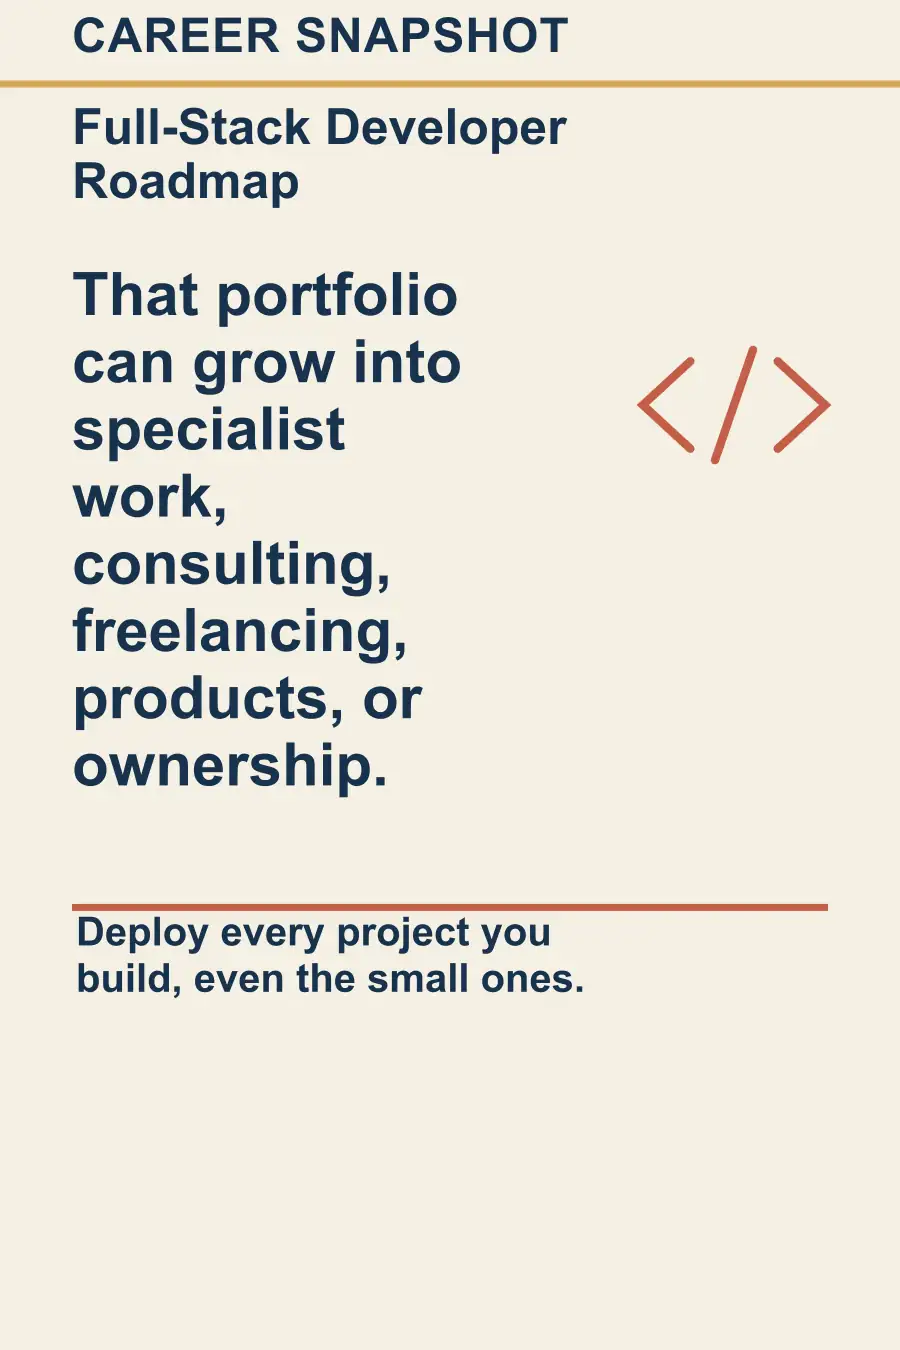 CAREER SNAPSHOT
Full-Stack Developer
Roadmap
That portfolio
can grow into
specialist
work,
consulting,
freelancing,
products, or
ownership.
Deploy every project you
build, even the small ones.